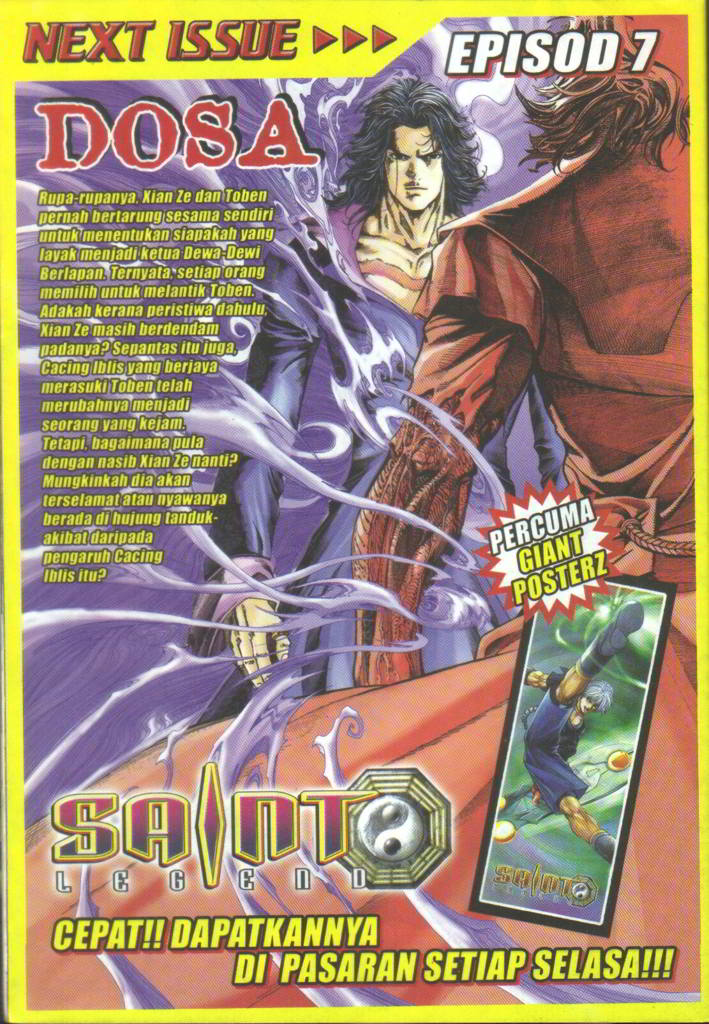 NEXT ISSUE
EPISOD 7
DOSA
Rupa-rupanya, Xian Ze dan Toben
pernah bertarung sesama sendiri
untuk menentukan siapakah yang
layak menjadi ketua Dewa-Dewi
Berlapan. Ternyata, setiap orang
memilih untuk melantik Toben.
Adakah kerana peristiwa dahulu,
Xian Ze masih berdendam
padanya? Sepantas itu juga,
Cacing Iblis yang berjaya
merasuki Toben telah
merubahnya menjadi
seorang yang kejam.
Tetapi, bagaimana pula
dengan nasib Xian Ze nanti?
Mungkinkah dia akan
terselamat atau nyawanya
berada di hujung tanduk
akibat daripada
pengaruh Cacing
Iblis itu?
PERCUMA
GIANT
POSTERZ
SAINT
LEGEND
SAINT
CEPAT!! DAPATKANNYA
DI PASARAN SETIAP SELASA!!!